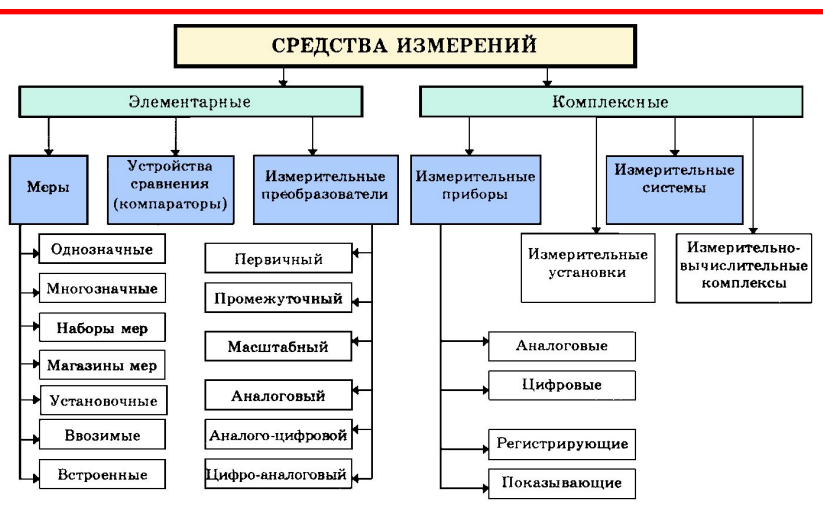 СРЕДСТВА ИЗМЕРЕНИЙ
Элементарные
Комплексные
Меры
Устройства
сравнения
(компараторы)
Измерительные
преобразователи
Измерительные
приборы
Измерительные
системы
Измерительные
установки
Измерительно-
вычислительные
комплексы
Однозначные
Многозначные
Наборы мер
Магазины мер
Установочные
Ввозимые
Встроенные
Первичный
Промежуточный
Масштабный
Аналоговый
Аналого-цифровой
Цифро-аналоговый
Аналоговые
Цифровые
Регистрирующие
Показывающие